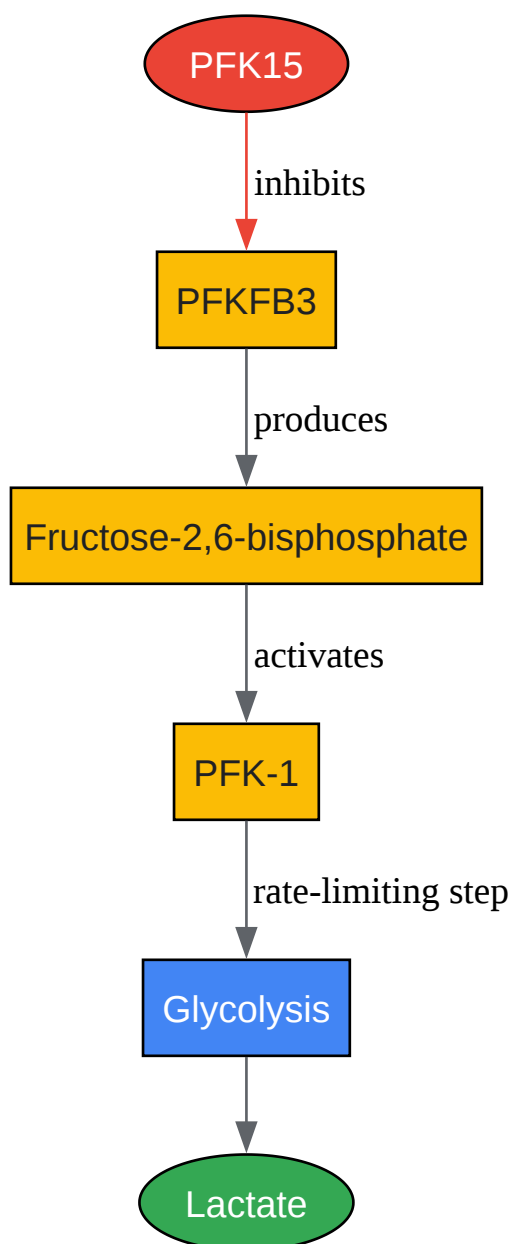 PFK15
inhibits
PFKFB3
produces
Fructose-2,6-bisphosphate
activates
PFK-1
rate-limiting step
Glycolysis
Lactate